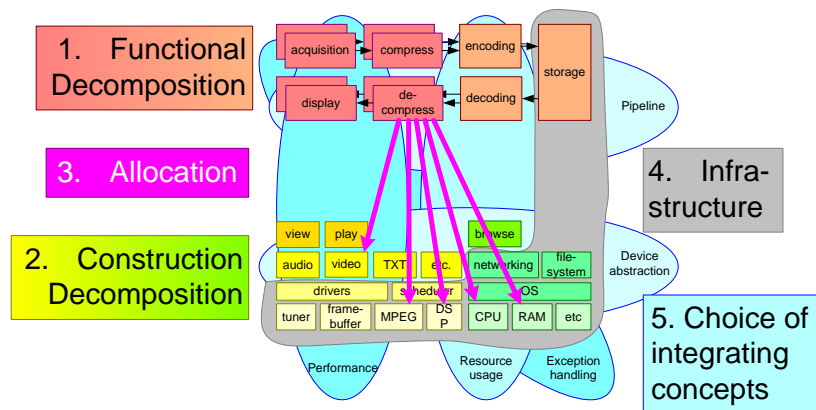 1. Functional
Decomposition
acquisition
compress
encoding
storage
display
de-
compress
decoding
Pipeline
3. Allocation
4. Infra-
structure
view
play
browse
2. Construction
Decomposition
audio
video
TXT
etc.
networking
file-
system
Device
abstraction
drivers
scheduler
OS
tuner
frame-
buffer
MPEG
DS
P
CPU
RAM
etc
5. Choice of
integrating
concepts
Performance
Resource
usage
Exception
handling